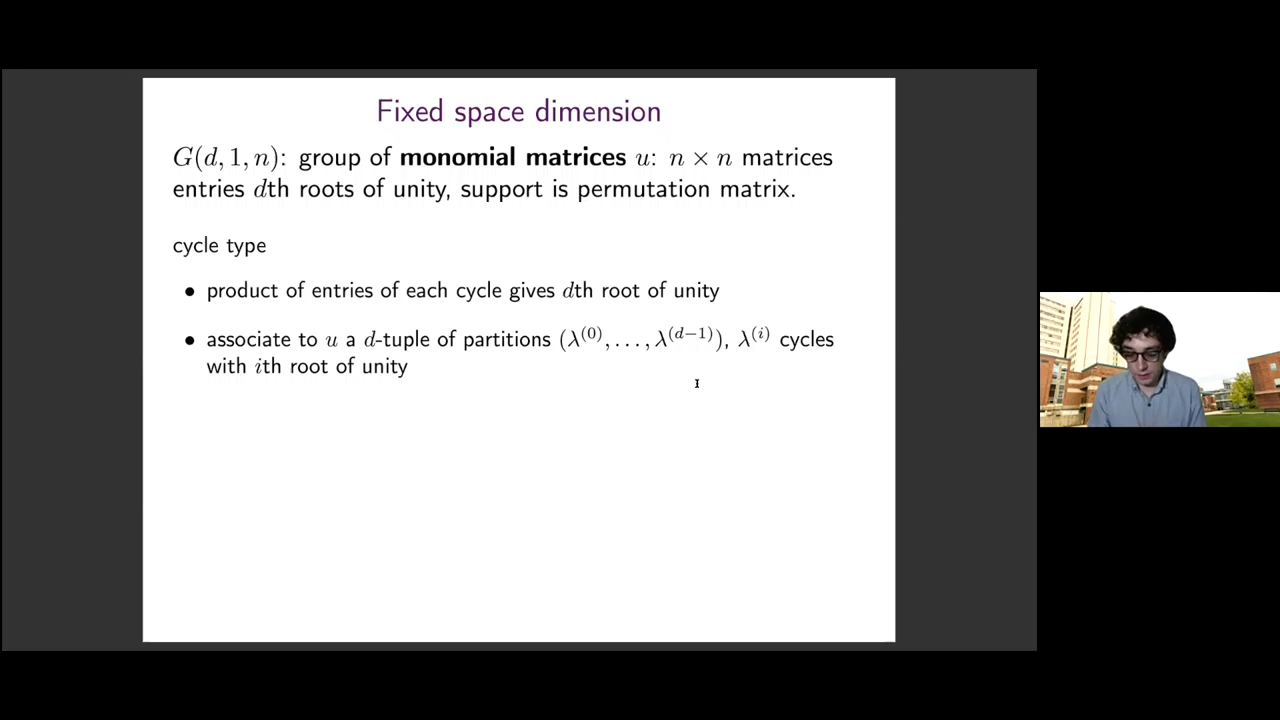 Fixed space dimension
G(d, 1, n): group of monomial matrices u: n × n matrices
entries dth roots of unity, support is permutation matrix.
cycle type
• product of entries of each cycle gives dth root of unity
• associate to u a d-tuple of partitions (λ^(0), . . . , λ^(d−1)), λ^(i) cycles
with ith root of unity